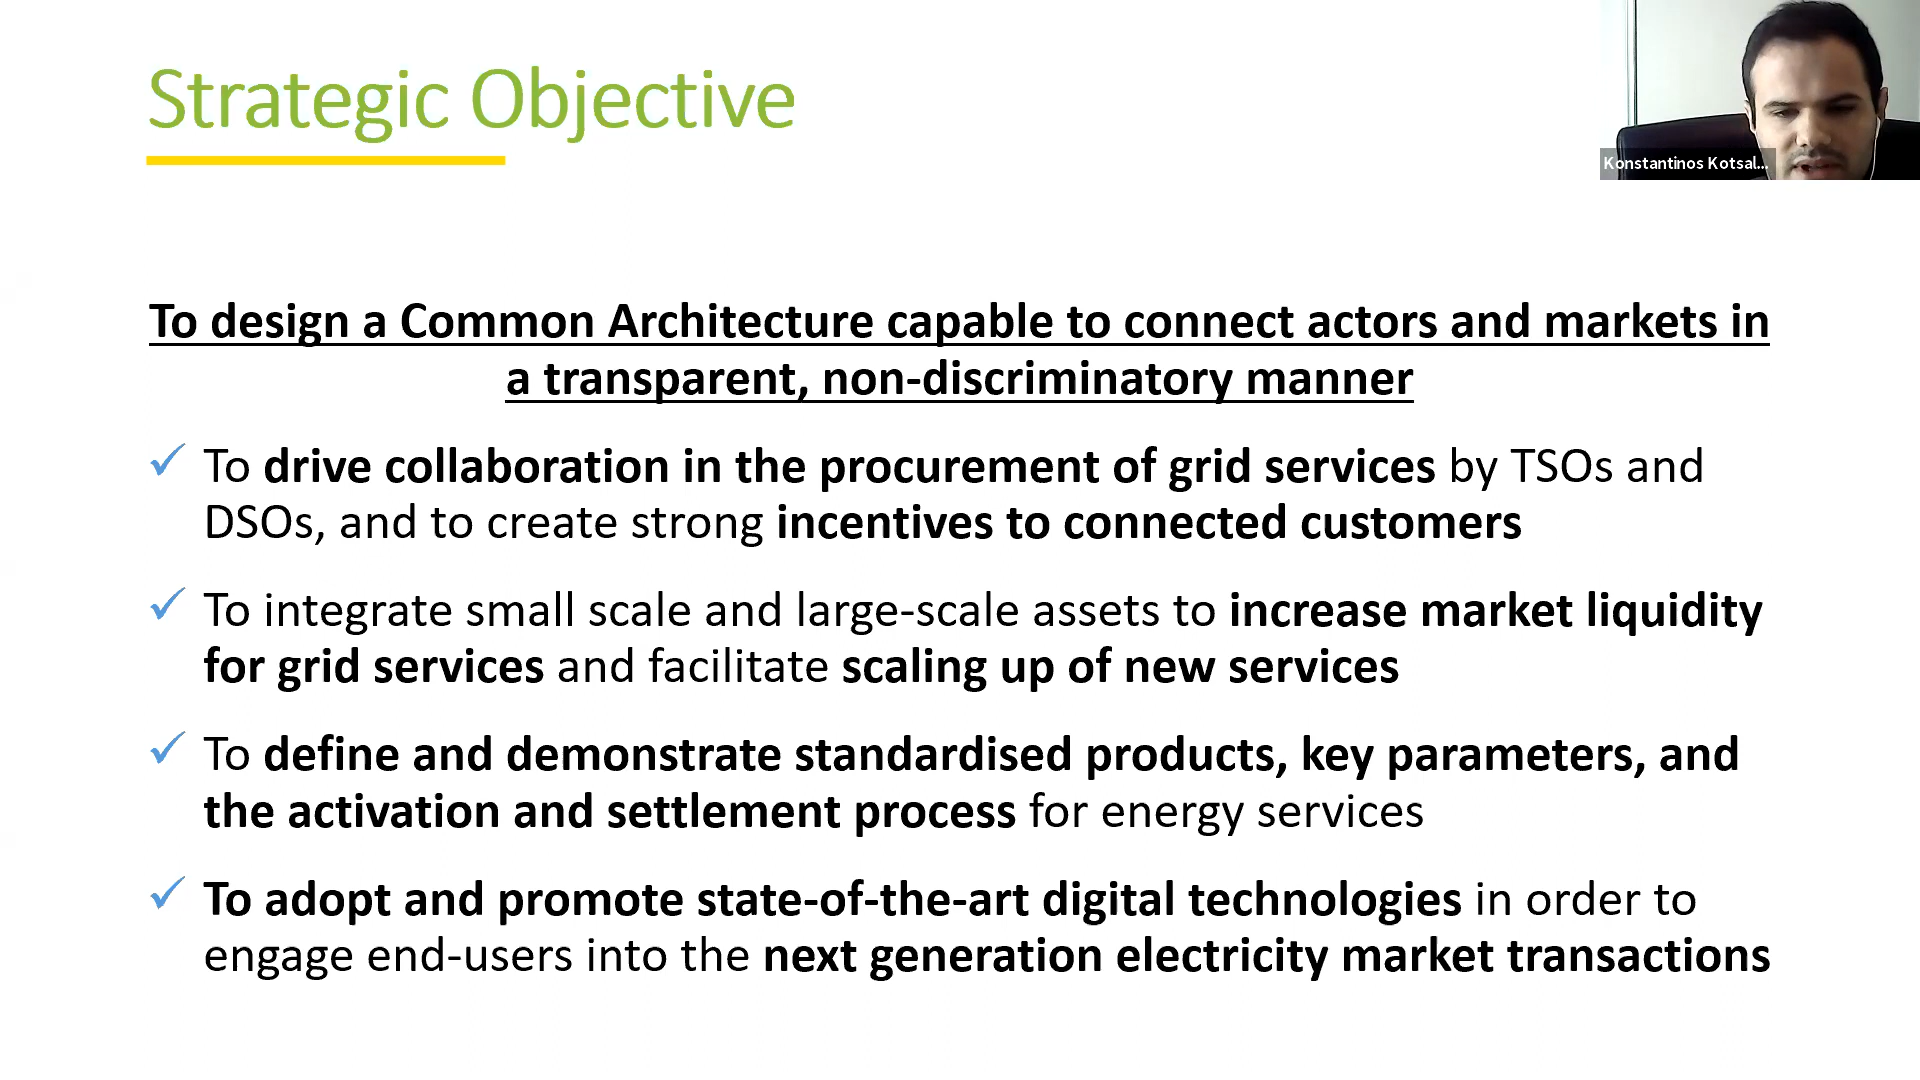 Strategic Objective
Konstantinos Kotsal...
To design a Common Architecture capable to connect actors and markets in
a transparent, non-discriminatory manner
To drive collaboration in the procurement of grid services by TSOs and
DSOs, and to create strong incentives to connected customers
To integrate small scale and large-scale assets to increase market liquidity
for grid services and facilitate scaling up of new services
To define and demonstrate standardised products, key parameters, and
the activation and settlement process for energy services
To adopt and promote state-of-the-art digital technologies in order to
engage end-users into the next generation electricity market transactions